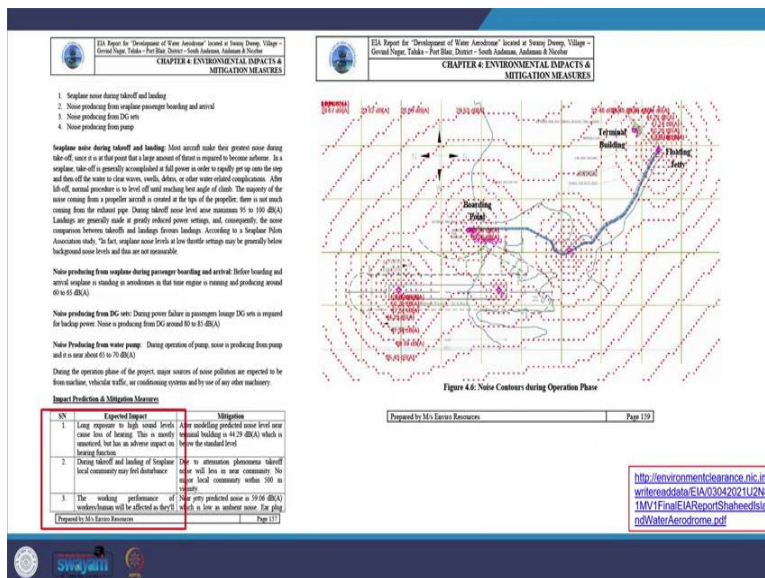 EIA Report for "Development of Water Aerodrome" located at Swaraj Dweep, Village –
Govind Nagar, Taluka – Port Blair, District – South Andaman, Andaman & Nicobar
CHAPTER 4: ENVIRONMENTAL IMPACTS &
MITIGATION MEASURES
1. Seaplane noise during takeoff and landing
2. Noise producing from seaplane passenger boarding and arrival
3. Noise producing from DG sets
4. Noise producing from pump
Seaplane noise during takeoff and landing: Most aircraft make their greatest noise during
take-off, since it is at that point that a large amount of thrust is required to become airborne. In a
seaplane, take-off is generally accomplished at full power in order to rapidly get up onto the step
and then off the water to clear waves, swells, debris, or other water-related complications. After
lift-off, normal procedure is to level off until reaching best angle of climb. The majority of the
noise coming from a propeller aircraft is created at the tips of the propeller, there is not much
coming from the exhaust pipe. During takeoff noise level arise maximum 95 to 100 dB(A)
Landings are generally made at greatly reduced power settings, and, consequently, the noise
comparison between takeoffs and landings favours landings. According to a Seaplane Pilots
Association study, "In fact, seaplane noise levels at low throttle settings may be generally below
background noise levels and thus are not measurable.
Noise producing from seaplane during passenger boarding and arrival: Before boarding and
arrival seaplane is standing in aerodromes in that time engine is running and producing around
60 to 65 dB(A).
Noise producing from DG sets: During power failure in passengers lounge DG sets is required
for backup power. Noise is producing from DG around 80 to 85 dB(A)
Noise Producing from water pump: During operation of pump, noise is producing from pump
and it is near about 65 to 70 dB(A)
During the operation phase of the project, major sources of noise pollution are expected to be
from machine, vehicular traffic, air conditioning systems and by use of any other machinery.
Impact Prediction & Mitigation Measures
SN Expected Impact Mitigation
1. Long exposure to high sound levels After modelling predicted noise level near
cause loss of hearing. This is mostly terminal building is 44.29 dB(A) which is
unnoticed, but has an adverse impact on below the standard level
hearing function
2. During takeoff and landing of Seaplane Due to attenuation phenomena takeoff
local community may feel disturbance noise will less in near community. No
major local community within 500 m
vicinity.
3. The working performance of Near jetty predicted noise is 59.06 dB(A)
workers/human will be affected as they'll which is low as ambient noise. Ear plug
Prepared by M/s Enviro Resources Page 157
EIA Report for "Development of Water Aerodrome" located at Swaraj Dweep, Village –
Govind Nagar, Taluka – Port Blair, District – South Andaman, Andaman & Nicobar
CHAPTER 4: ENVIRONMENTAL IMPACTS &
MITIGATION MEASURES
Terminal
Building
Floating
Jetty
Boarding
Point
Figure 4.6: Noise Contours during Operation Phase
Prepared by M/s Enviro Resources Page 159
http://environmentclearance.nic.in
writereaddata/EIA/03042021U2N
1MV1FinalEIAReportShaheedIsla
ndWaterAerodrome.pdf
swayam